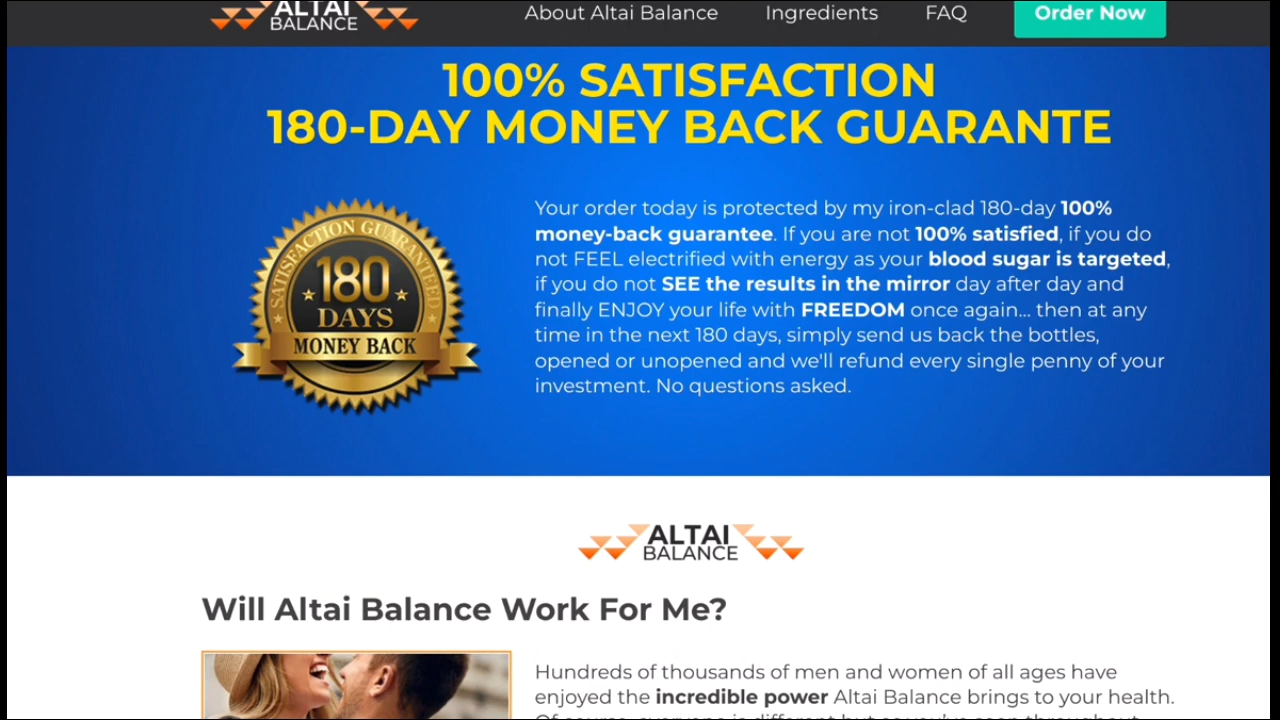 ALTAI
BALANCE
About Altai Balance
Ingredients
FAQ
Order Now
100% SATISFACTION
180-DAY MONEY BACK GUARANTE
SATISFACTION GUARANTEED
180
DAYS
MONEY BACK
Your order today is protected by my iron-clad 180-day 100%
money-back guarantee. If you are not 100% satisfied, if you do
not FEEL electrified with energy as your blood sugar is targeted,
if you do not SEE the results in the mirror day after day and
finally ENJOY your life with FREEDOM once again... then at any
time in the next 180 days, simply send us back the bottles,
opened or unopened and we'll refund every single penny of your
investment. No questions asked.
ALTAI
BALANCE
Will Altai Balance Work For Me?
Hundreds of thousands of men and women of all ages have
enjoyed the incredible power Altai Balance brings to your health.